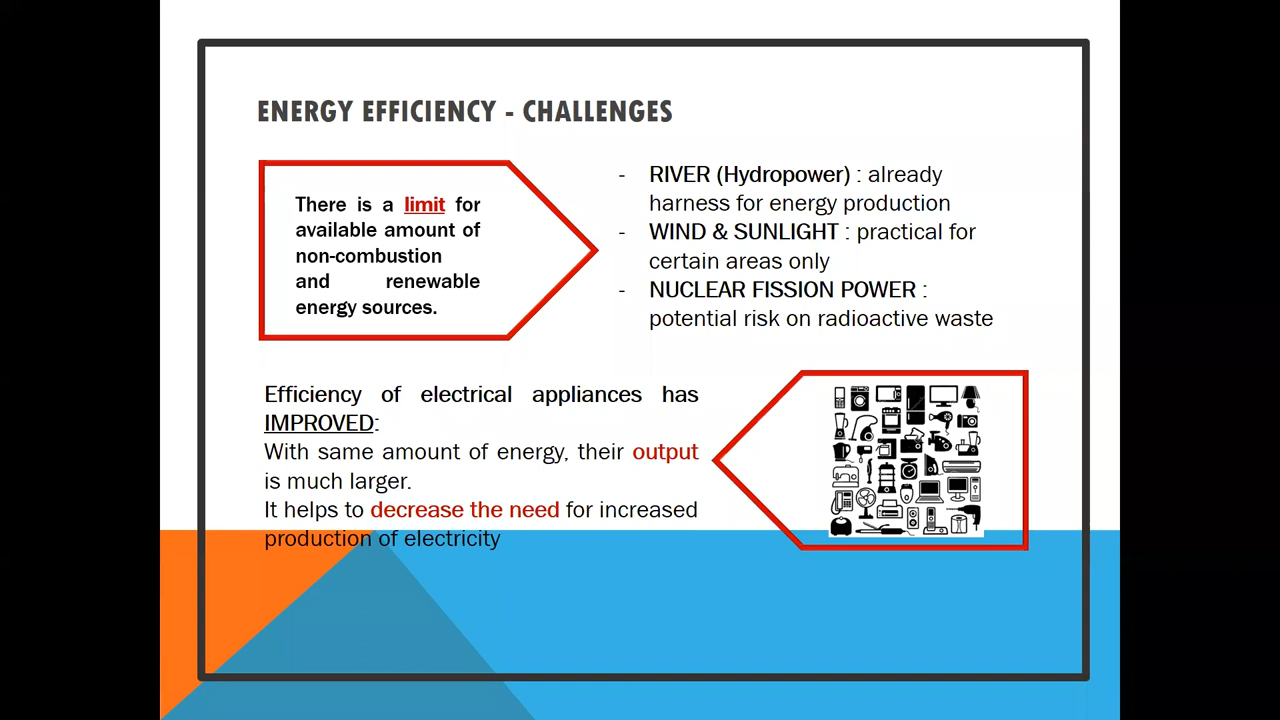 ENERGY EFFICIENCY - CHALLENGES
There is a limit for
available amount of
non-combustion
and renewable
energy sources.
- RIVER (Hydropower) : already
harness for energy production
- WIND & SUNLIGHT : practical for
certain areas only
- NUCLEAR FISSION POWER :
potential risk on radioactive waste
Efficiency of electrical appliances has
IMPROVED:
With same amount of energy, their output
is much larger.
It helps to decrease the need for increased
production of electricity